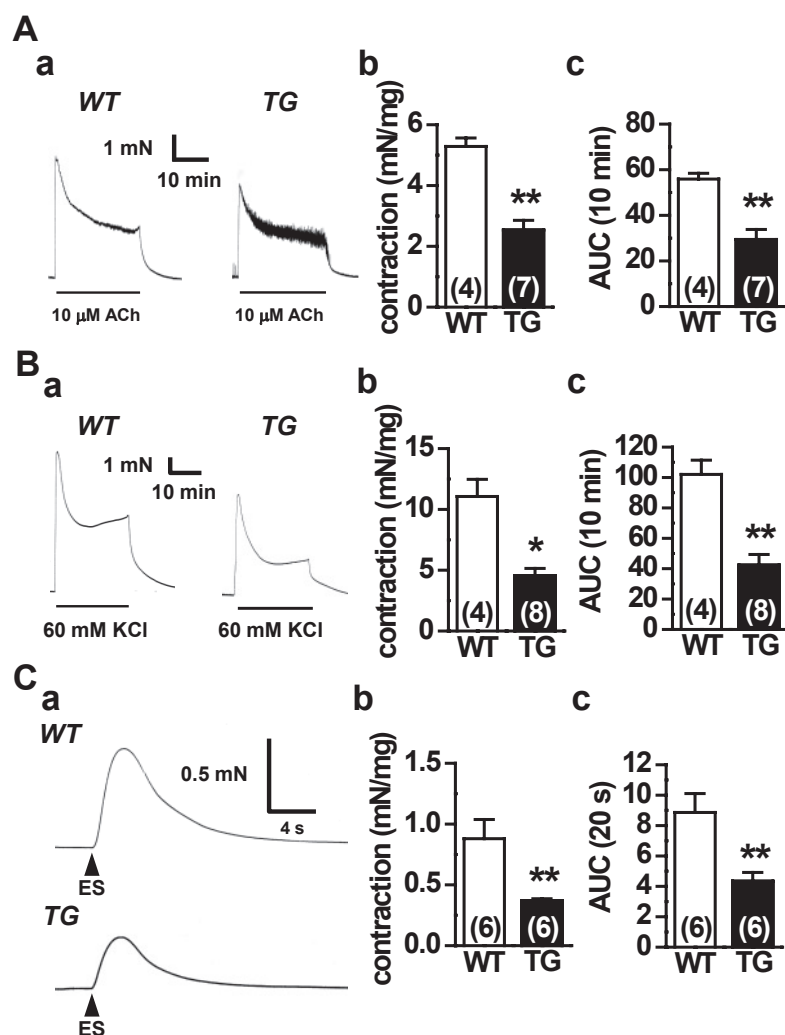 A
a
WT
TG
1 mN
10 min
10 μM ACh
10 μM ACh
b
contraction (mN/mg)
6
4
2
0
**
(4)
(7)
WT
TG
c
AUC (10 min)
80
60
40
20
0
**
(4)
(7)
WT
TG
B
a
WT
TG
1 mN
10 min
60 mM KCl
60 mM KCl
b
contraction (mN/mg)
15
10
5
0
*
(4)
(8)
WT
TG
c
AUC (10 min)
120
100
80
60
40
20
0
**
(4)
(8)
WT
TG
C
a
WT
0.5 mN
4 s
ES
TG
ES
b
contraction (mN/mg)
1.5
1.0
0.5
0.0
**
(6)
(6)
WT
TG
c
AUC (20 s)
12
10
8
6
4
2
0
**
(6)
(6)
WT
TG